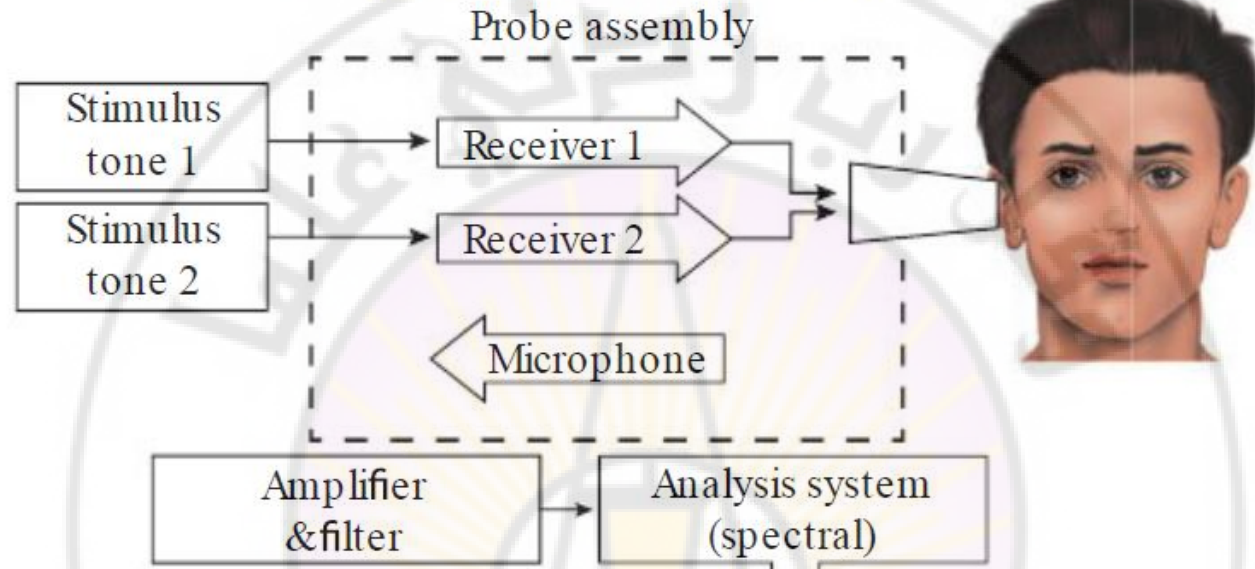 Probe assembly
Stimulus
tone 1
Receiver 1
Stimulus
tone 2
Receiver 2
Microphone
Amplifier
&filter
Analysis system
(spectral)